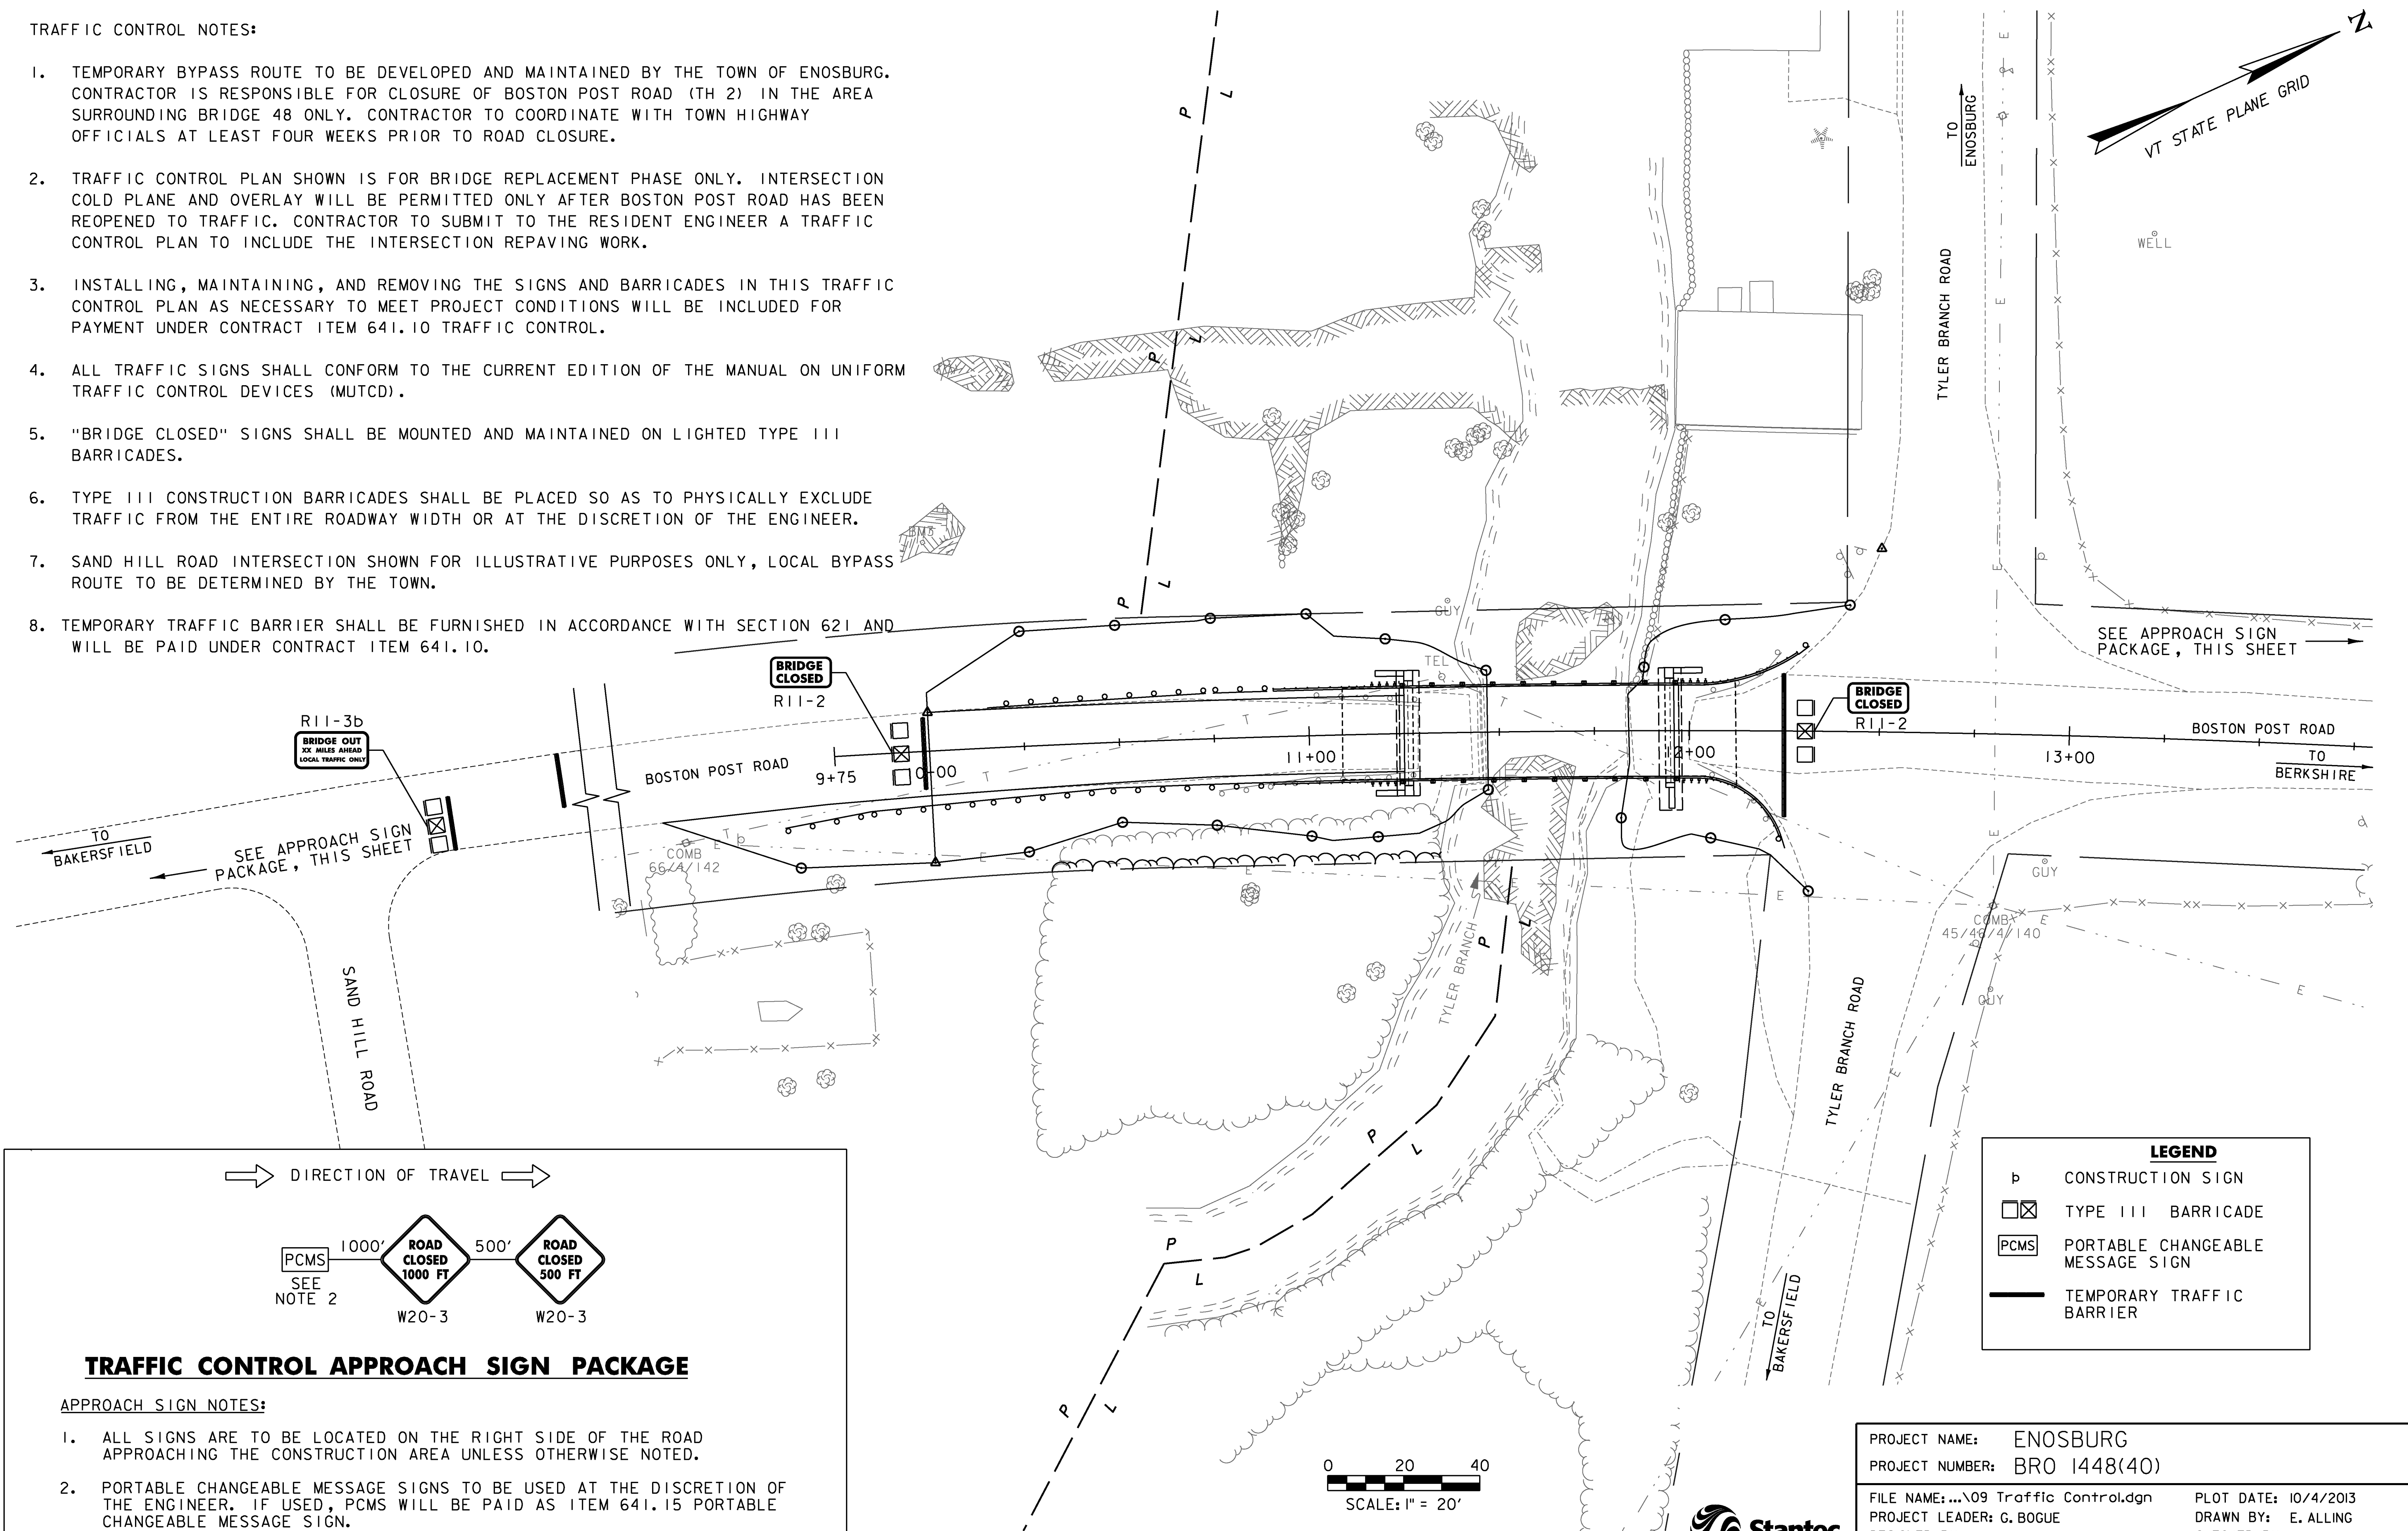 TRAFFIC CONTROL NOTES:
1. TEMPORARY BYPASS ROUTE TO BE DEVELOPED AND MAINTAINED BY THE TOWN OF ENOSBURG.
CONTRACTOR IS RESPONSIBLE FOR CLOSURE OF BOSTON POST ROAD (TH 2) IN THE AREA
SURROUNDING BRIDGE 48 ONLY. CONTRACTOR TO COORDINATE WITH TOWN HIGHWAY
OFFICIALS AT LEAST FOUR WEEKS PRIOR TO ROAD CLOSURE.
2. TRAFFIC CONTROL PLAN SHOWN IS FOR BRIDGE REPLACEMENT PHASE ONLY. INTERSECTION
COLD PLANE AND OVERLAY WILL BE PERMITTED ONLY AFTER BOSTON POST ROAD HAS BEEN
REOPENED TO TRAFFIC. CONTRACTOR TO SUBMIT TO THE RESIDENT ENGINEER A TRAFFIC
CONTROL PLAN TO INCLUDE THE INTERSECTION REPAVING WORK.
3. INSTALLING, MAINTAINING, AND REMOVING THE SIGNS AND BARRICADES IN THIS TRAFFIC
CONTROL PLAN AS NECESSARY TO MEET PROJECT CONDITIONS WILL BE INCLUDED FOR
PAYMENT UNDER CONTRACT ITEM 641.10 TRAFFIC CONTROL.
4. ALL TRAFFIC SIGNS SHALL CONFORM TO THE CURRENT EDITION OF THE MANUAL ON UNIFORM
TRAFFIC CONTROL DEVICES (MUTCD).
5. "BRIDGE CLOSED" SIGNS SHALL BE MOUNTED AND MAINTAINED ON LIGHTED TYPE III
BARRICADES.
6. TYPE III CONSTRUCTION BARRICADES SHALL BE PLACED SO AS TO PHYSICALLY EXCLUDE
TRAFFIC FROM THE ENTIRE ROADWAY WIDTH OR AT THE DISCRETION OF THE ENGINEER.
7. SAND HILL ROAD INTERSECTION SHOWN FOR ILLUSTRATIVE PURPOSES ONLY, LOCAL BYPASS
ROUTE TO BE DETERMINED BY THE TOWN.
8. TEMPORARY TRAFFIC BARRIER SHALL BE FURNISHED IN ACCORDANCE WITH SECTION 621 AND
WILL BE PAID UNDER CONTRACT ITEM 641.10.
N
VT STATE PLANE GRID
TO
ENOSBURG
TYLER BRANCH ROAD
WELL
P
L
P
L
P
L
E
E
E
E
BM3
GUY
TEL
SEE APPROACH SIGN
PACKAGE, THIS SHEET
BRIDGE
CLOSED
R11-2
R11-3b
BRIDGE OUT
XX MILES AHEAD
LOCAL TRAFFIC ONLY
BRIDGE
CLOSED
R11-2
BOSTON POST ROAD
TO
BERKSHIRE
BOSTON POST ROAD
9+75
0+00
11+00
12+00
13+00
T
T
T
T
T
TO
BAKERSFIELD
SEE APPROACH SIGN
PACKAGE, THIS SHEET
COMB
66/4/142
E
E
E
E
E
GUY
COMB
45/46/4/140
GUY
E
E
E
E
SAND HILL ROAD
TYLER BRANCH
P
L
P
L
P
L
P
L
TYLER BRANCH ROAD
TO
BAKERSFIELD
DIRECTION OF TRAVEL
PCMS
SEE
NOTE 2
1000'
ROAD
CLOSED
1000 FT
W20-3
500'
ROAD
CLOSED
500 FT
W20-3
TRAFFIC CONTROL APPROACH SIGN PACKAGE
APPROACH SIGN NOTES:
1. ALL SIGNS ARE TO BE LOCATED ON THE RIGHT SIDE OF THE ROAD
APPROACHING THE CONSTRUCTION AREA UNLESS OTHERWISE NOTED.
2. PORTABLE CHANGEABLE MESSAGE SIGNS TO BE USED AT THE DISCRETION OF
THE ENGINEER. IF USED, PCMS WILL BE PAID AS ITEM 641.15 PORTABLE
CHANGEABLE MESSAGE SIGN.
0 20 40
SCALE: 1" = 20'
LEGEND
CONSTRUCTION SIGN
TYPE III BARRICADE
PCMS PORTABLE CHANGEABLE
MESSAGE SIGN
TEMPORARY TRAFFIC
BARRIER
Stantec
PROJECT NAME: ENOSBURG
PROJECT NUMBER: BRO 1448(40)
FILE NAME: ...\09 Traffic Control.dgn PLOT DATE: 10/4/2013
PROJECT LEADER: G. BOGUE DRAWN BY: E. ALLING